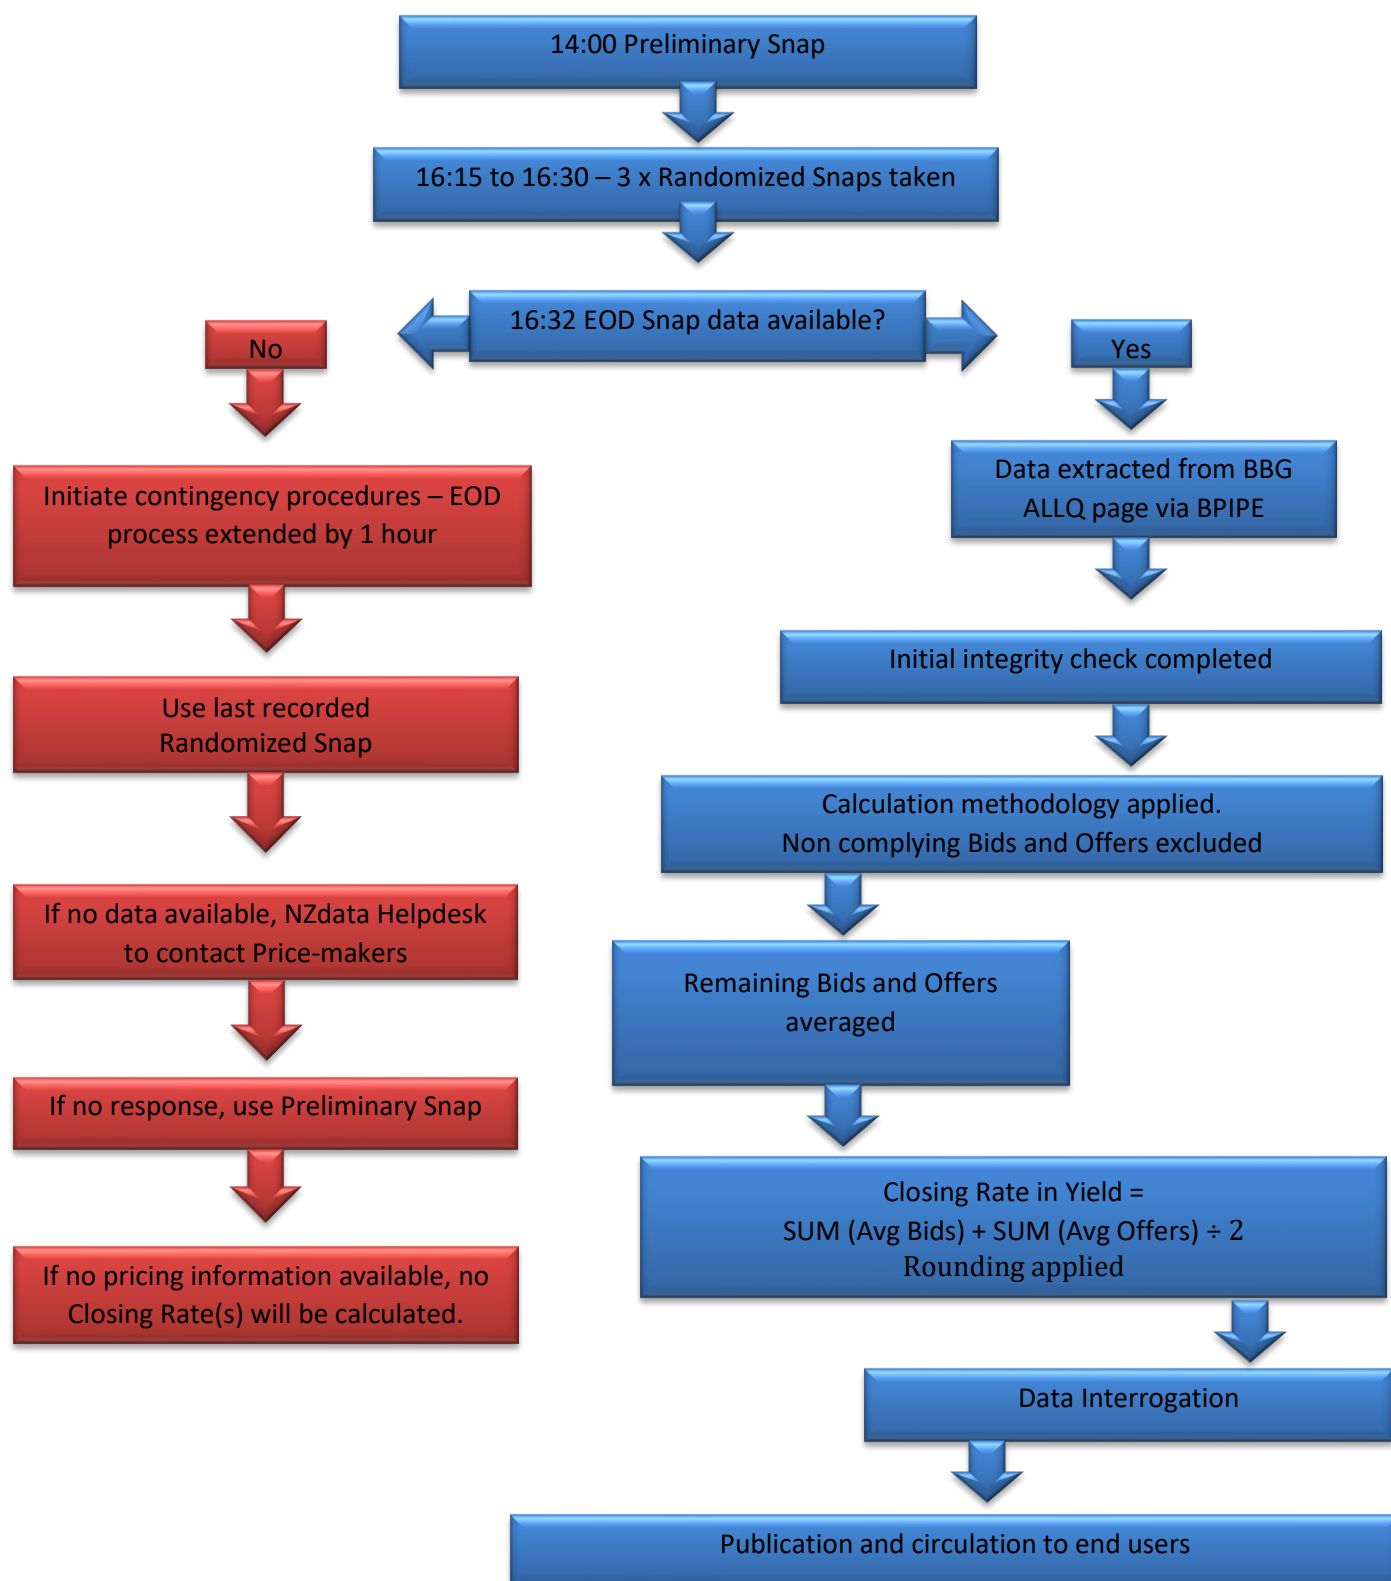 14:00 Preliminary Snap
16:15 to 16:30 – 3 x Randomized Snaps taken
16:32 EOD Snap data available?
No
Yes
Initiate contingency procedures – EOD
process extended by 1 hour
Use last recorded
Randomized Snap
If no data available, NZdata Helpdesk
to contact Price-makers
If no response, use Preliminary Snap
If no pricing information available, no
Closing Rate(s) will be calculated.
Data extracted from BBG
ALLQ page via BPIPE
Initial integrity check completed
Calculation methodology applied.
Non complying Bids and Offers excluded
Remaining Bids and Offers
averaged
Closing Rate in Yield =
SUM (Avg Bids) + SUM (Avg Offers) ÷ 2
Rounding applied
Data Interrogation
Publication and circulation to end users